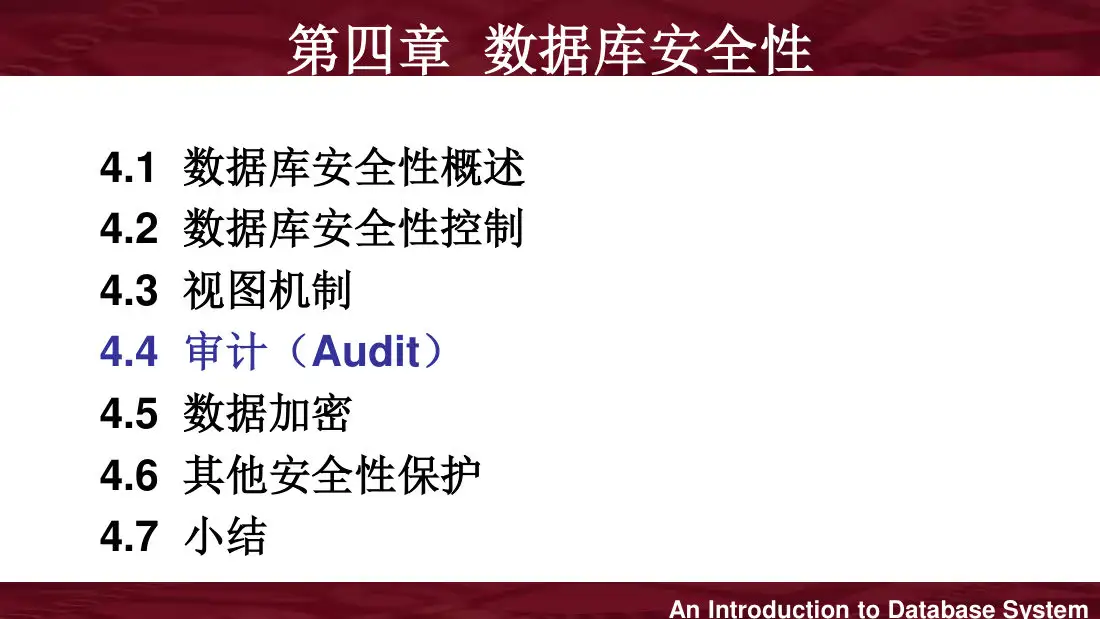 第四章 数据库安全性
4.1 数据库安全性概述
4.2 数据库安全性控制
4.3 视图机制
4.4 审计（Audit）
4.5 数据加密
4.6 其他安全性保护
4.7 小结
An Introduction to Database System